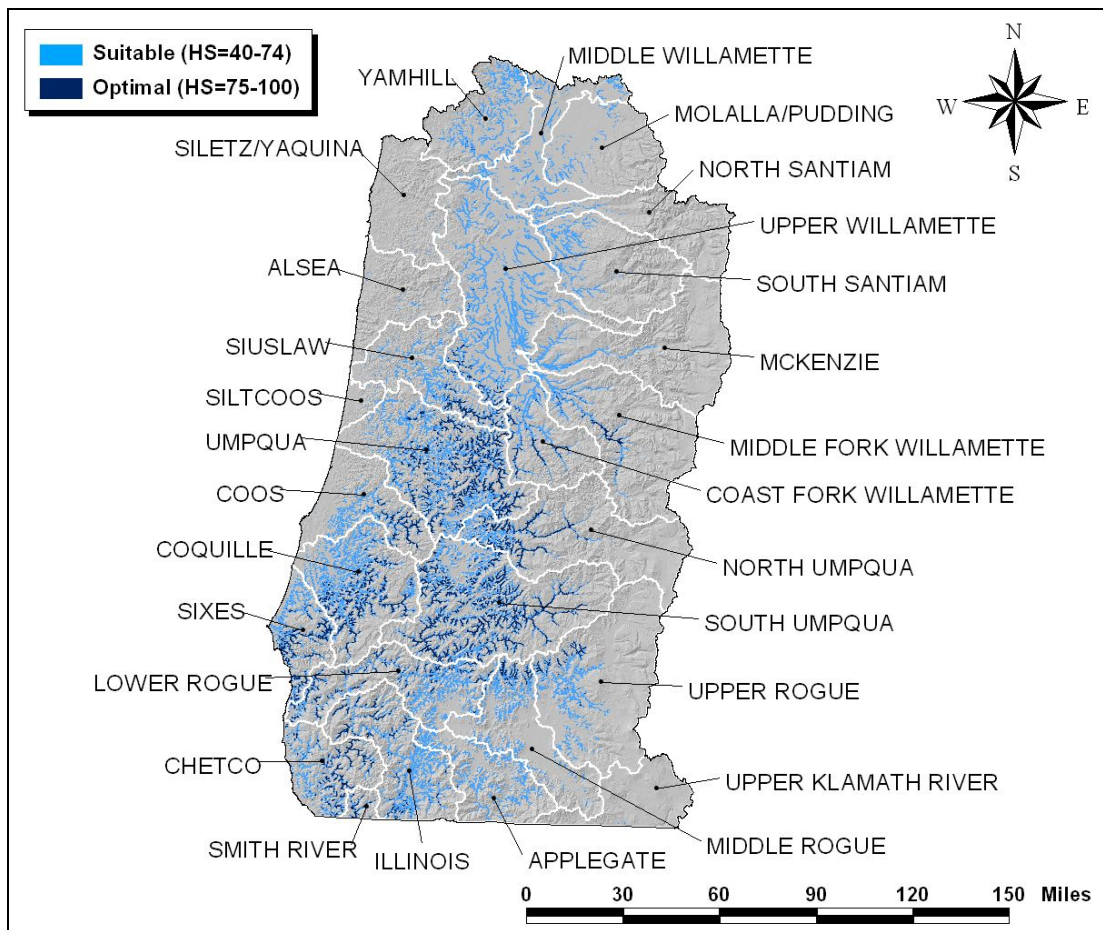 Suitable (HS=40-74)
Optimal (HS=75-100)
N
W
E
S
MIDDLE WILLAMETTE
YAMHILL
MOLALLA/PUDDING
SILETZ/YAQUINA
NORTH SANTIAM
UPPER WILLAMETTE
ALSEA
SOUTH SANTIAM
SIUSLAW
MCKENZIE
SILTCOOS
UMPQUA
MIDDLE FORK WILLAMETTE
COOS
COAST FORK WILLAMETTE
COQUILLE
NORTH UMPQUA
SIXES
SOUTH UMPQUA
LOWER ROGUE
UPPER ROGUE
CHETCO
UPPER KLAMATH RIVER
SMITH RIVER
ILLINOIS
APPLEGATE
MIDDLE ROGUE
0 30 60 90 120 150 Miles